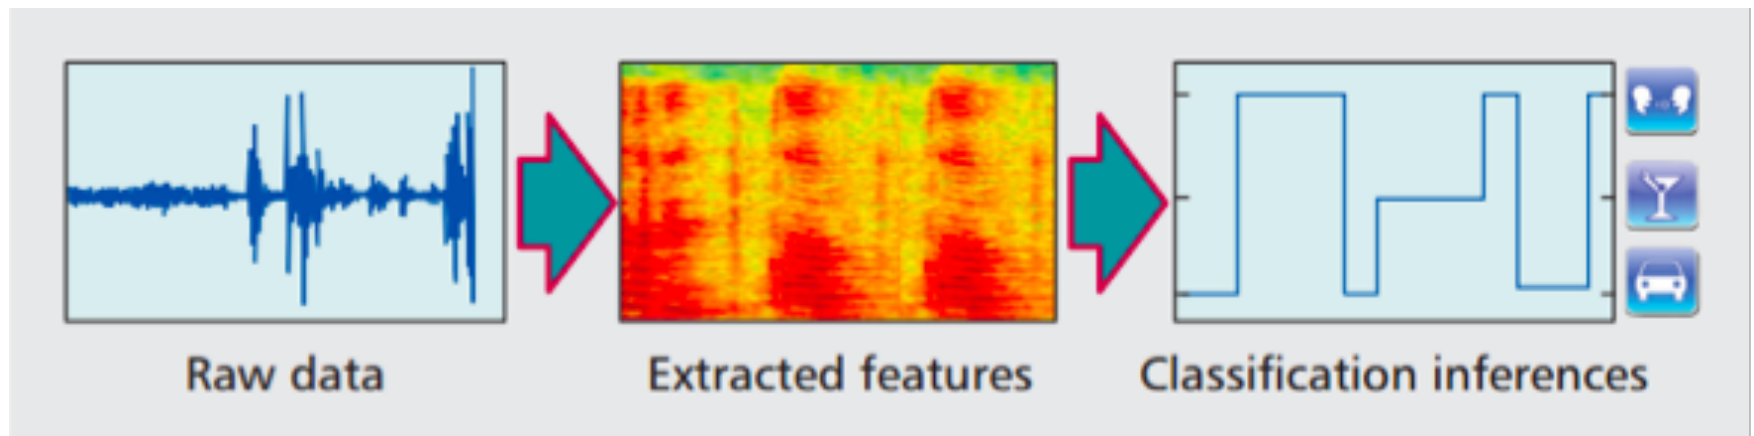 Raw data
Extracted features
Classification inferences